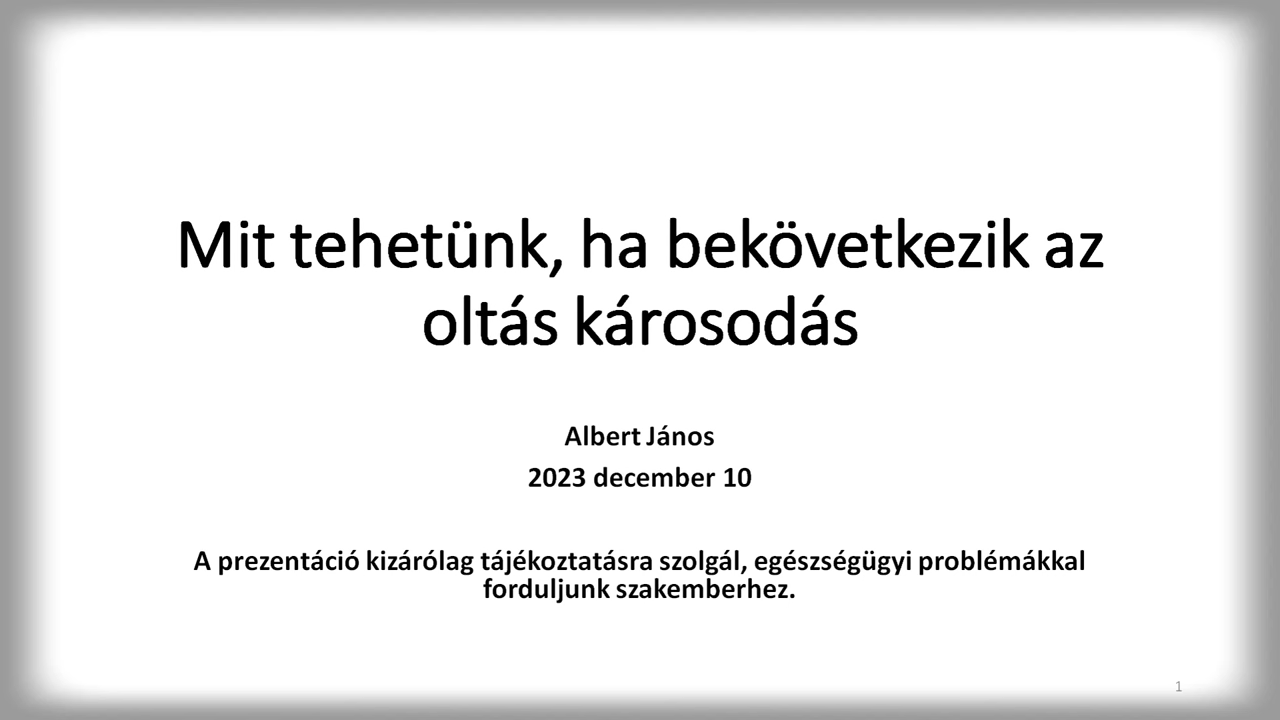 Mit tehetünk, ha bekövetkezik az
oltás károsodás
Albert János
2023 december 10
A prezentáció kizárólag tájékoztatásra szolgál, egészségügyi problémákkal
forduljunk szakemberhez.
1